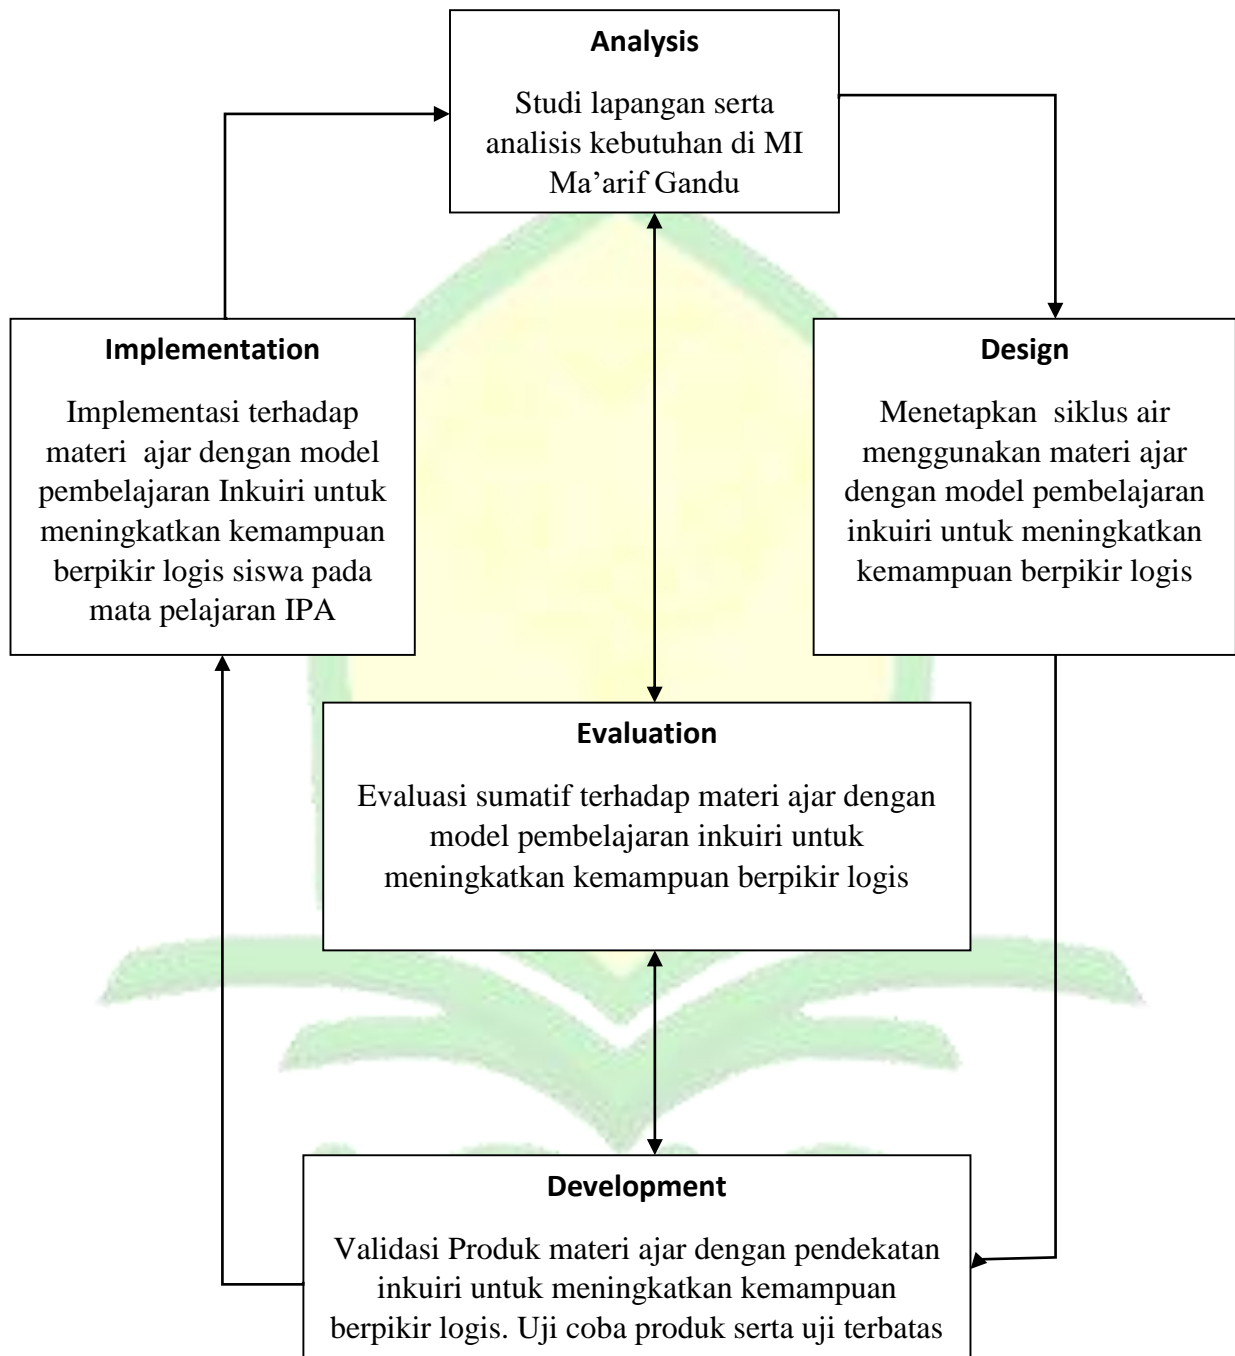 Analysis
Studi lapangan serta
analisis kebutuhan di MI
Ma’arif Gandu
Implementation
Implementasi terhadap
materi  ajar dengan model
pembelajaran Inkuiri untuk
meningkatkan kemampuan
berpikir logis siswa pada
mata pelajaran IPA
Design
Menetapkan  siklus air
menggunakan materi ajar
dengan model pembelajaran
inkuiri untuk meningkatkan
kemampuan berpikir logis
Evaluation
Evaluasi sumatif terhadap materi ajar dengan
model pembelajaran inkuiri untuk
meningkatkan kemampuan berpikir logis
Development
Validasi Produk materi ajar dengan pendekatan
inkuiri untuk meningkatkan kemampuan
berpikir logis. Uji coba produk serta uji terbatas